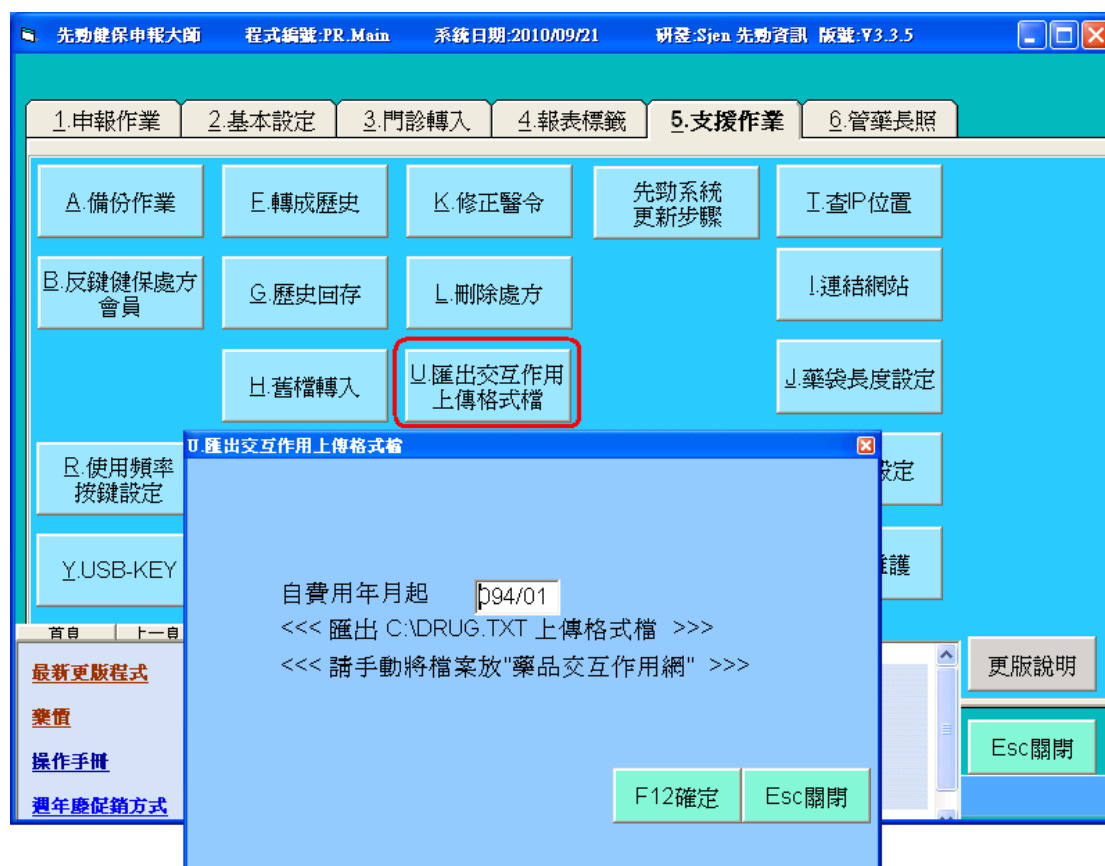 先勁健保申報大師 程式編號:PR.Main 系統日期:2010/09/21 研發:Sjen 先勁資訊 版號:V3.3.5
1.申報作業 2.基本設定 3.門診轉入 4.報表標籤 5.支援作業 6.管藥長照
A.備份作業 E.轉成歷史 K.修正醫令 先勁系統 T.查IP位置
更新步驟
B.反鍵健保處方 G.歷史回存 L.刪除處方 I.連結網站
會員
H.舊檔轉入 U.匯出交互作用 J.藥袋長度設定
上傳格式檔
U.匯出交互作用上傳格式檔
R.使用頻率 設定
按鍵設定
Y.USB-KEY 護
自費用年月起 094/01
<<< 匯出 C:\DRUG.TXT 上傳格式檔 >>>
<<< 請手動將檔案放"藥品交互作用網" >>>
F12確定 Esc關閉
首頁 上一頁
最新更版程式
藥價
操作手冊
週年慶促銷方式
更版說明
Esc關閉